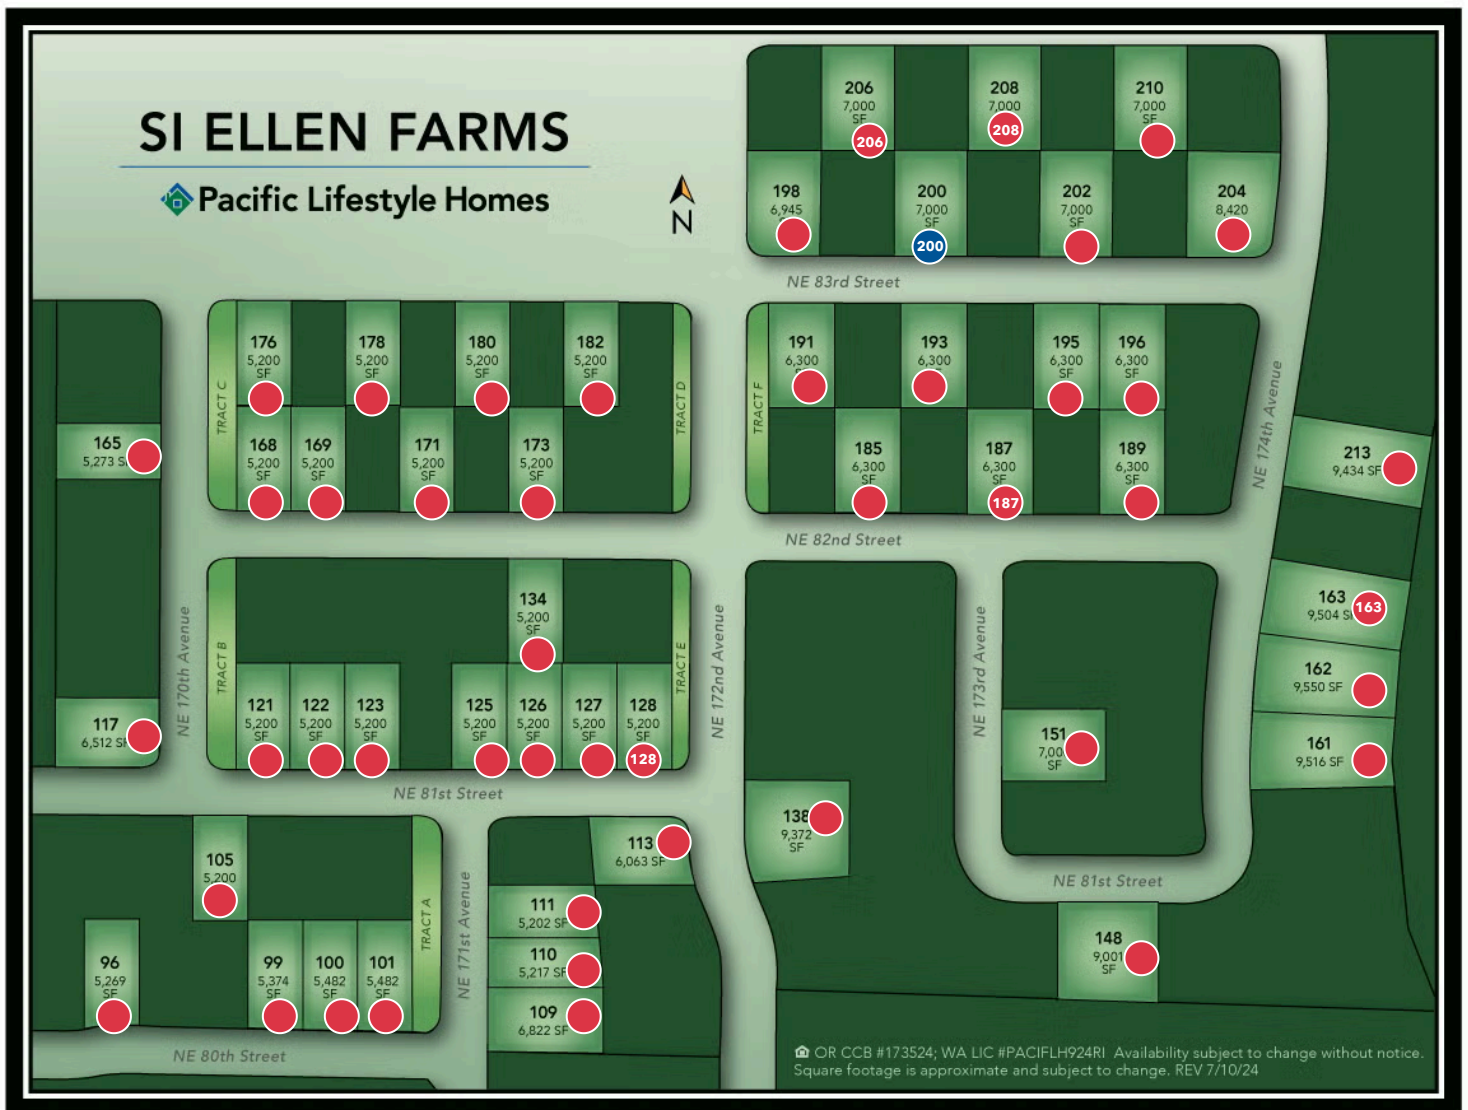 SI ELLEN FARMS
Pacific Lifestyle Homes
N
206
7,000
SF
206
208
7,000
SF
208
210
7,000
SF
198
6,945
200
7,000
SF
200
202
7,000
SF
204
8,420
NE 83rd Street
TRACT C
176
5,200
SF
178
5,200
SF
180
5,200
SF
182
5,200
SF
TRACT D
168
5,200
SF
169
5,200
SF
171
5,200
SF
173
5,200
SF
TRACT F
191
6,300
193
6,300
195
6,300
SF
196
6,300
SF
185
6,300
SF
187
6,300
SF
187
189
6,300
SF
NE 174th Avenue
165
5,273 S
213
9,434 SF
NE 82nd Street
117
6,512 SF
NE 170th Avenue
TRACT B
134
5,200
SF
121
5,200
SF
122
5,200
SF
123
5,200
SF
125
5,200
SF
126
5,200
SF
127
5,200
SF
128
5,200
SF
128
TRACT E
NE 172nd Avenue
NE 173rd Avenue
163
9,504 S
163
162
9,550 SF
161
9,516 SF
151
7,00
SF
NE 81st Street
138
9,372
SF
105
5,200
TRACT A
96
5,269
SF
99
5,374
SF
100
5,482
SF
101
5,482
SF
NE 171st Avenue
113
6,063 SF
111
5,202 SF
110
5,217 SF
109
6,822 SF
NE 81st Street
148
9,001
SF
NE 80th Street
OR CCB #173524; WA LIC #PACIFLH924RI Availability subject to change without notice.
Square footage is approximate and subject to change. REV 7/10/24